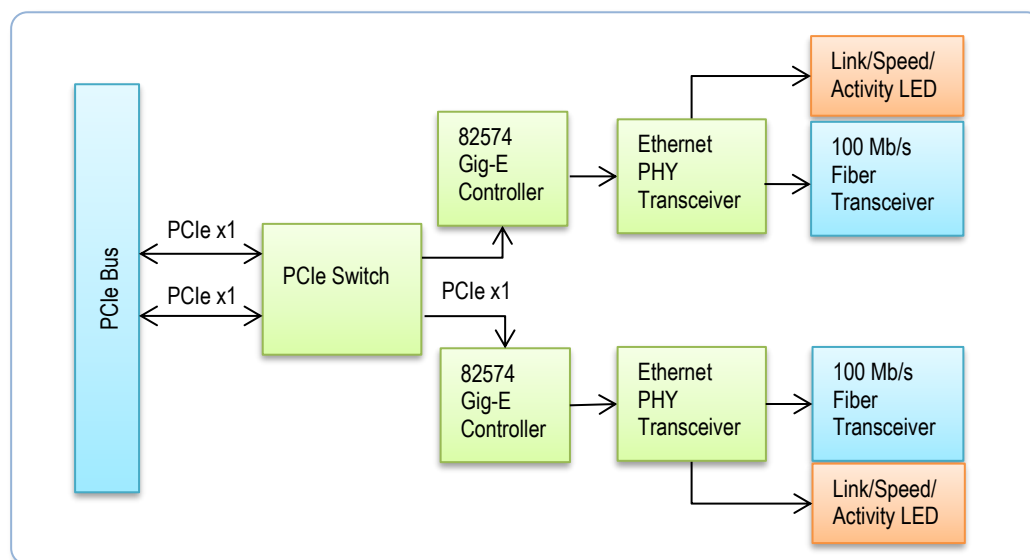 Link/Speed/
Activity LED
82574
Gig-E
Controller
Ethernet
PHY
Transceiver
100 Mb/s
Fiber
Transceiver
PCIe Bus
PCIe x1
PCIe x1
PCIe Switch
PCIe x1
82574
Gig-E
Controller
Ethernet
PHY
Transceiver
100 Mb/s
Fiber
Transceiver
Link/Speed/
Activity LED